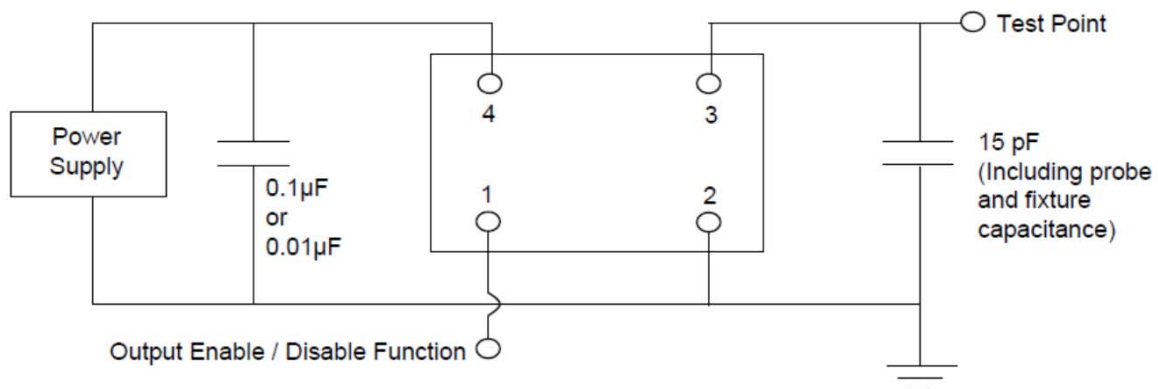 Test Point
4
3
Power
Supply
15 pF
(Including probe
and fixture
capacitance)
0.1µF
or
0.01µF
1
2
Output Enable / Disable Function